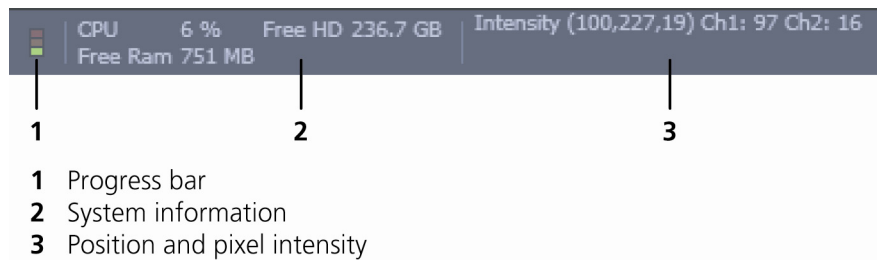 CPU 6 % Free HD 236.7 GB Intensity (100,227,19) Ch1: 97 Ch2: 16
Free Ram 751 MB
1 2 3
1 Progress bar
2 System information
3 Position and pixel intensity